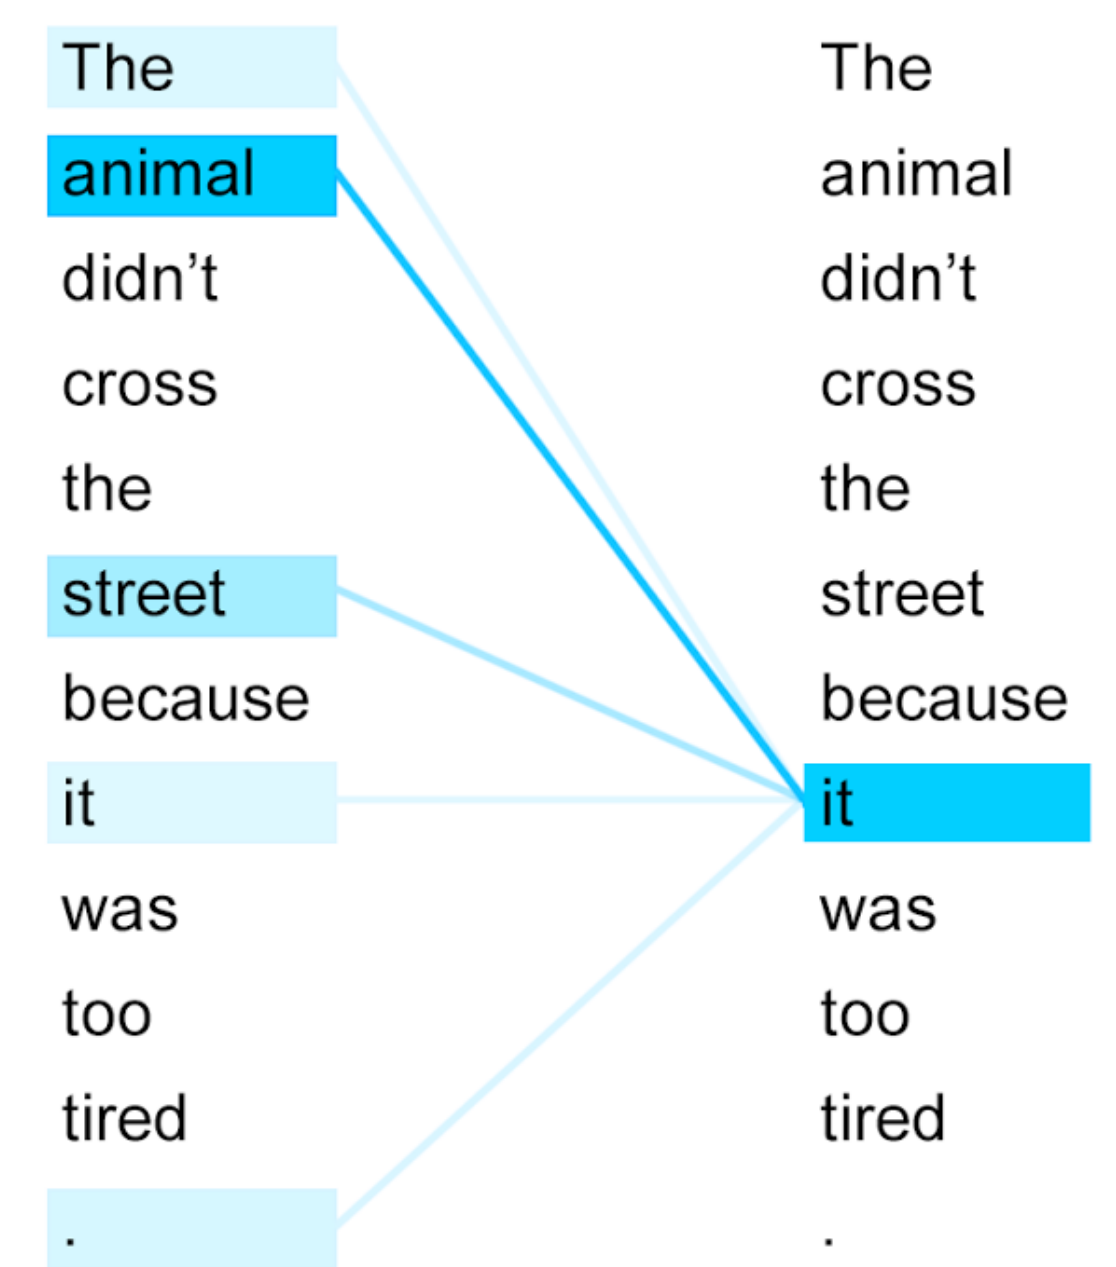 The
animal
didn’t
cross
the
street
because
it
was
too
tired
.
The
animal
didn’t
cross
the
street
because
it
was
too
tired
.